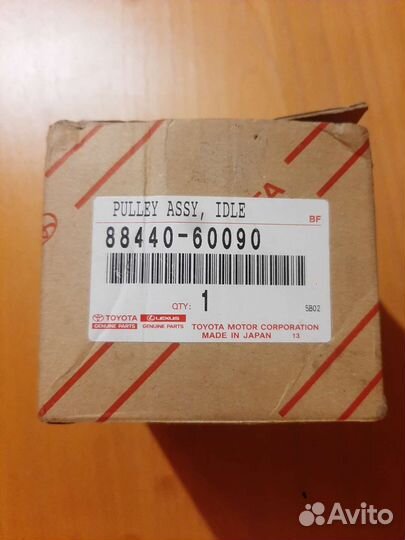 PULLEY ASSY, IDLE
BF
88440-60090
QTY: 1
5B02
TOYOTA LEXUS TOYOTA MOTOR CORPORATION
GENUINE PARTS GENUINE PARTS MADE IN JAPAN 13
TOYOTA
Avito